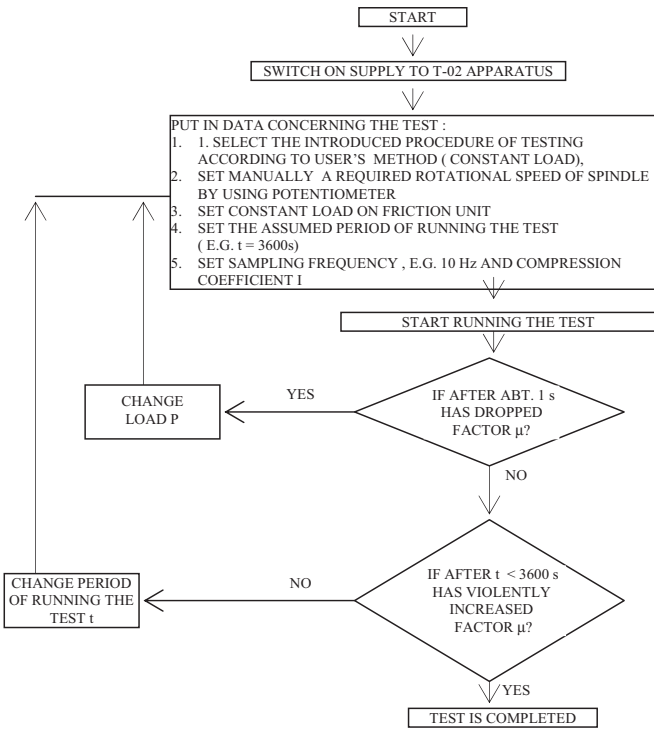 START
SWITCH ON SUPPLY TO T-02 APPARATUS
PUT IN DATA CONCERNING THE TEST :
1. 1. SELECT THE INTRODUCED PROCEDURE OF TESTING
ACCORDING TO USER'S METHOD ( CONSTANT LOAD),
2. SET MANUALLY A REQUIRED ROTATIONAL SPEED OF SPINDLE
BY USING POTENTIOMETER
3. SET CONSTANT LOAD ON FRICTION UNIT
4. SET THE ASSUMED PERIOD OF RUNNING THE TEST
( E.G. t = 3600s)
5. SET SAMPLING FREQUENCY , E.G. 10 Hz AND COMPRESSION
COEFFICIENT I
START RUNNING THE TEST
IF AFTER ABT. 1 s
HAS DROPPED
FACTOR μ?
YES
CHANGE
LOAD P
NO
IF AFTER t < 3600 s
HAS VIOLENTLY
INCREASED
FACTOR μ?
NO
CHANGE PERIOD
OF RUNNING THE
TEST t
YES
TEST IS COMPLETED